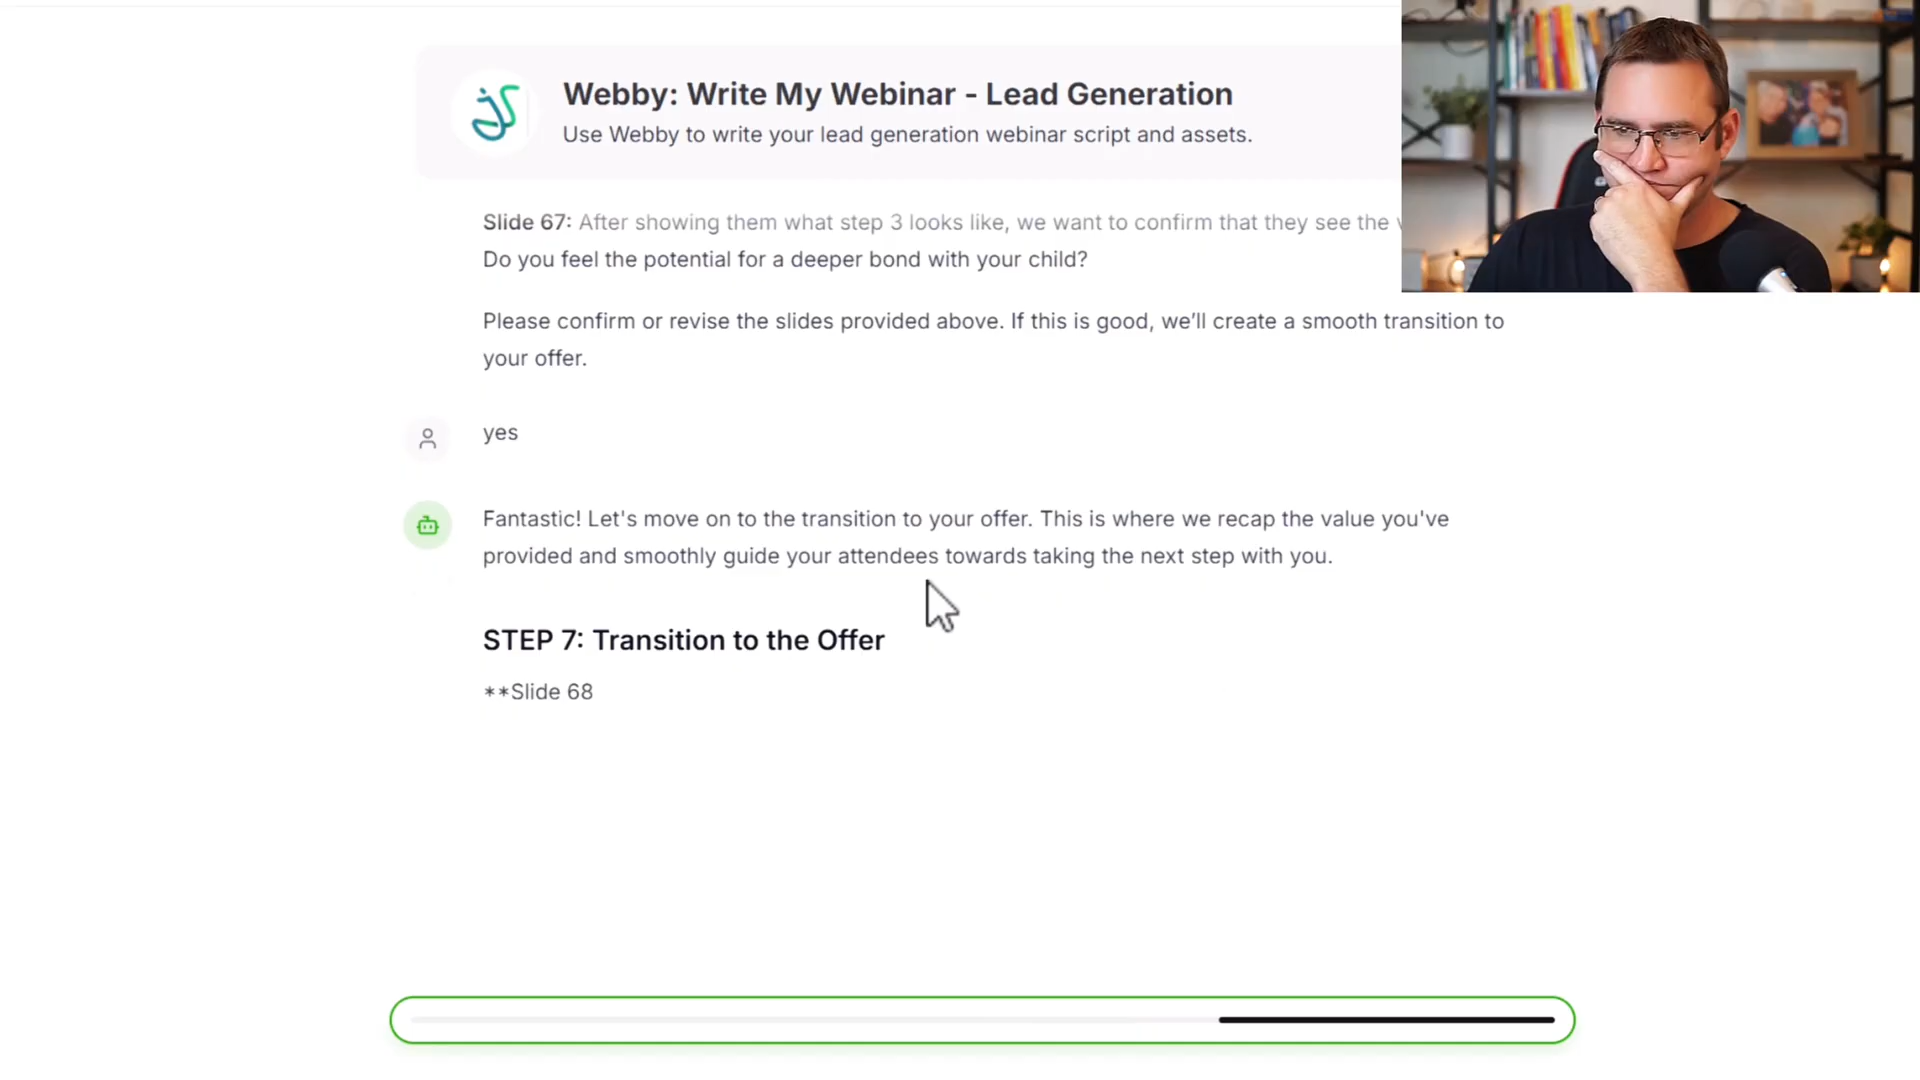 Webby: Write My Webinar - Lead Generation
Use Webby to write your lead generation webinar script and assets.
Slide 67: After showing them what step 3 looks like, we want to confirm that they see the
Do you feel the potential for a deeper bond with your child?
Please confirm or revise the slides provided above. If this is good, we'll create a smooth transition to
your offer.
yes
Fantastic! Let's move on to the transition to your offer. This is where we recap the value you've
provided and smoothly guide your attendees towards taking the next step with you.
STEP 7: Transition to the Offer
**Slide 68